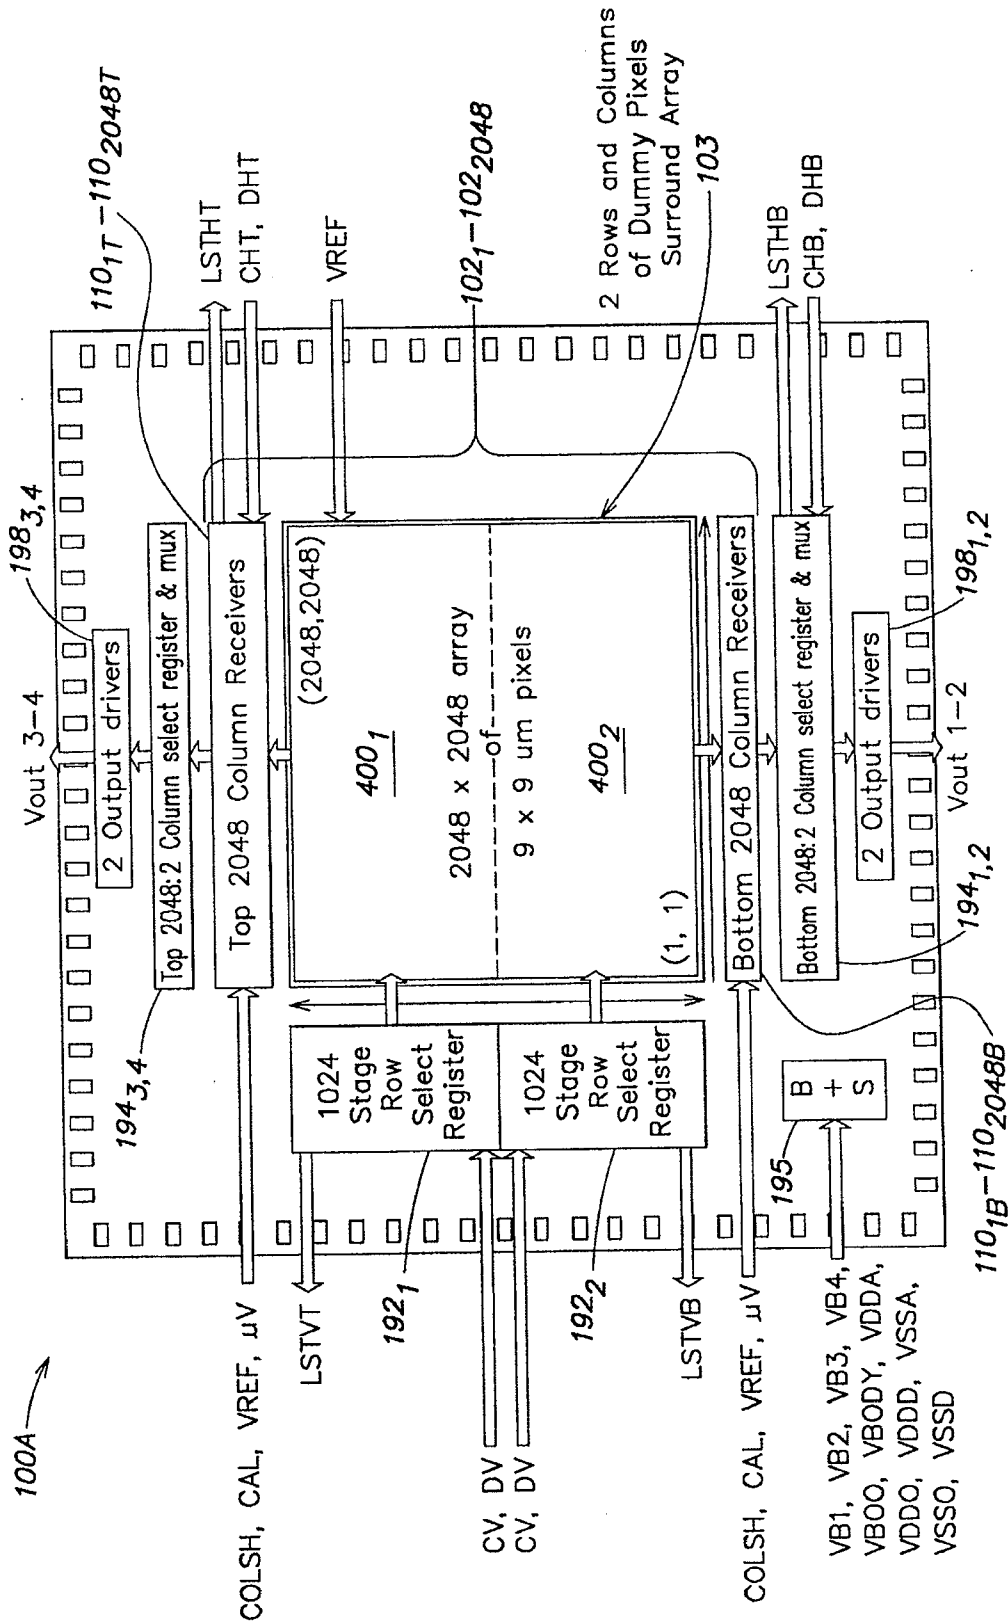 100A
Vout 3-4
198₃,₄
2 Output drivers
194₃,₄
Top 2048:2 Column select register & mux
110₁T-110₂₀₄₈T
Top 2048 Column Receivers
COLSH, CAL, VREF, μV
LSTHT
CHT, DHT
VREF
LSTVT
1024
Stage
Row
Select
Register
192₁
(2048,2048)
400₁
2048 x 2048 array
of
9 x 9 um pixels
400₂
(1, 1)
102₁-102₂₀₄₈
CV, DV
CV, DV
1024
Stage
Row
Select
Register
192₂
LSTVB
2 Rows and Columns
of Dummy Pixels
Surround Array
103
COLSH, CAL, VREF, μV
Bottom 2048 Column Receivers
Bottom 2048:2 Column select register & mux
LSTHB
CHB, DHB
195
B
+
S
VB1, VB2, VB3, VB4,
VBOO, VBODY, VDDA,
VDDO, VDDD, VSSA,
VSSO, VSSD
2 Output drivers
198₁,₂
194₁,₂
110₁B-110₂₀₄₈B
Vout 1-2